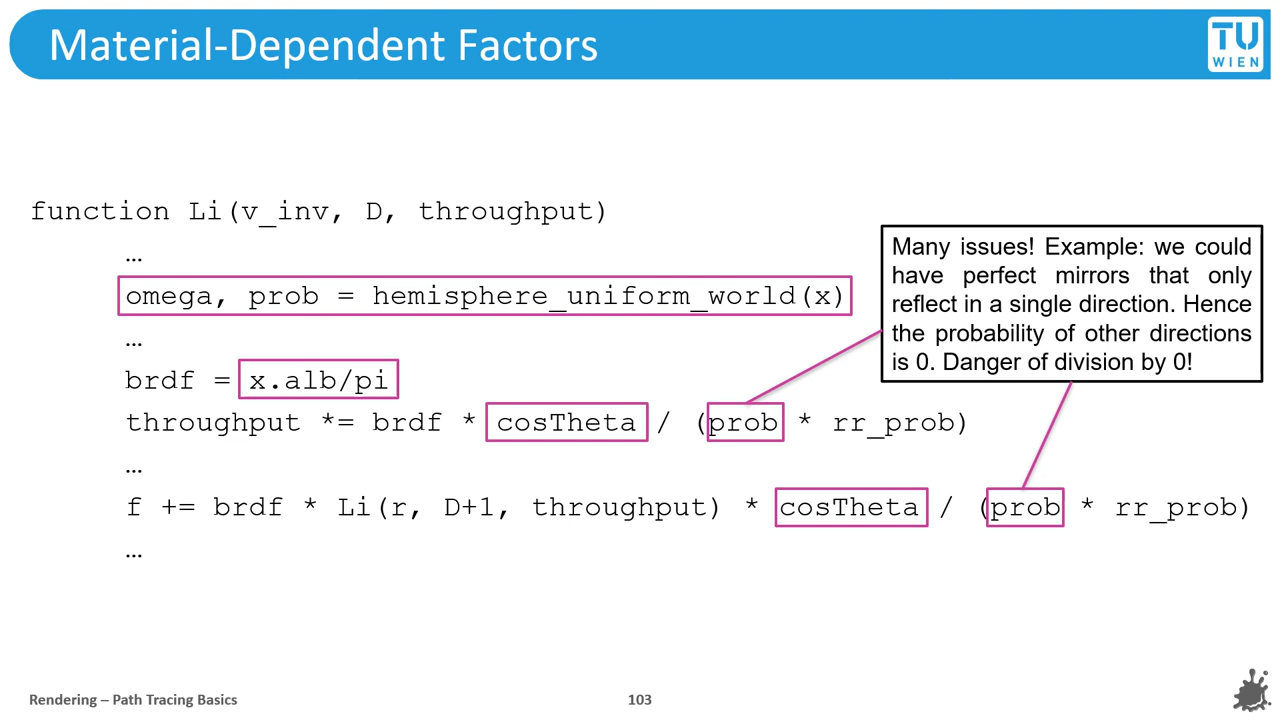 Material-Dependent Factors
TU
WIEN
function Li(v_inv, D, throughput)
…
omega, prob = hemisphere_uniform_world(x)
…
brdf = x.alb/pi
throughput *= brdf * cosTheta / (prob * rr_prob)
…
f += brdf * Li(r, D+1, throughput) * cosTheta / (prob * rr_prob)
…
Many issues! Example: we could
have perfect mirrors that only
reflect in a single direction. Hence
the probability of other directions
is 0. Danger of division by 0!
Rendering – Path Tracing Basics
103